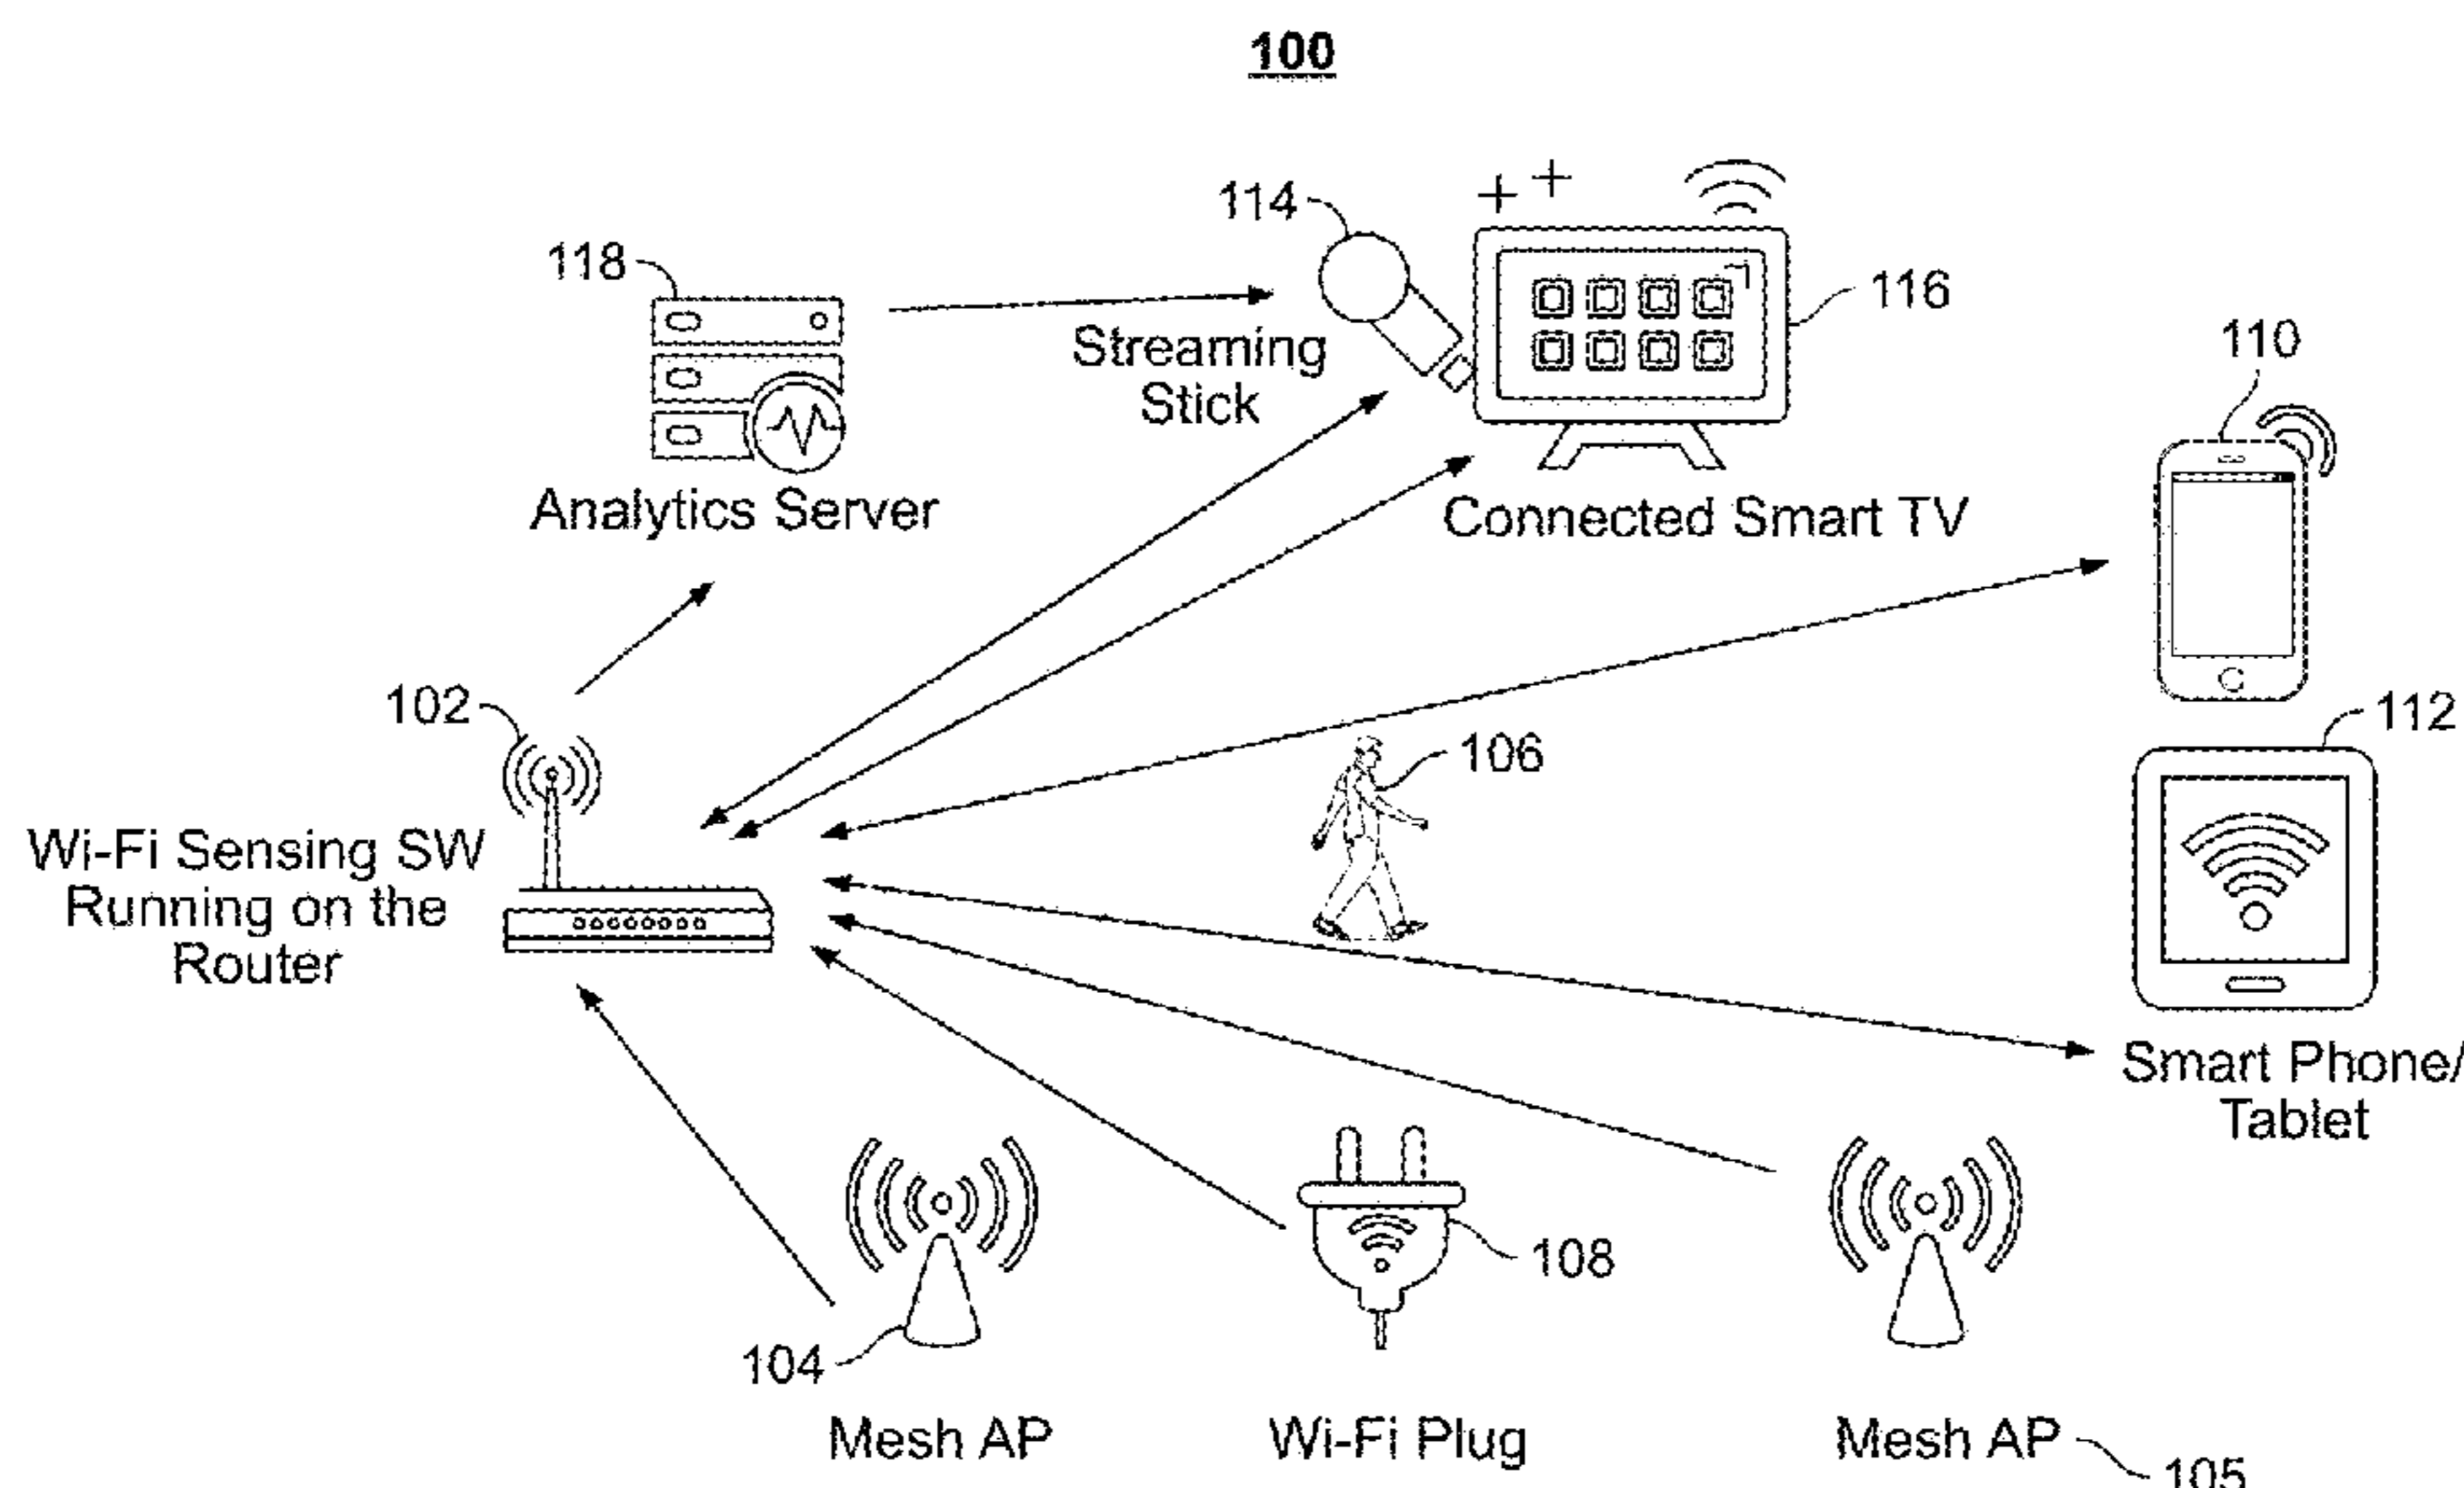 100
114
118
116
Streaming
Stick
110
Analytics Server
Connected Smart TV
102
112
106
Wi-Fi Sensing SW
Running on the
Router
Smart Phone/
Tablet
108
104
Mesh AP
Wi-Fi Plug
Mesh AP
105